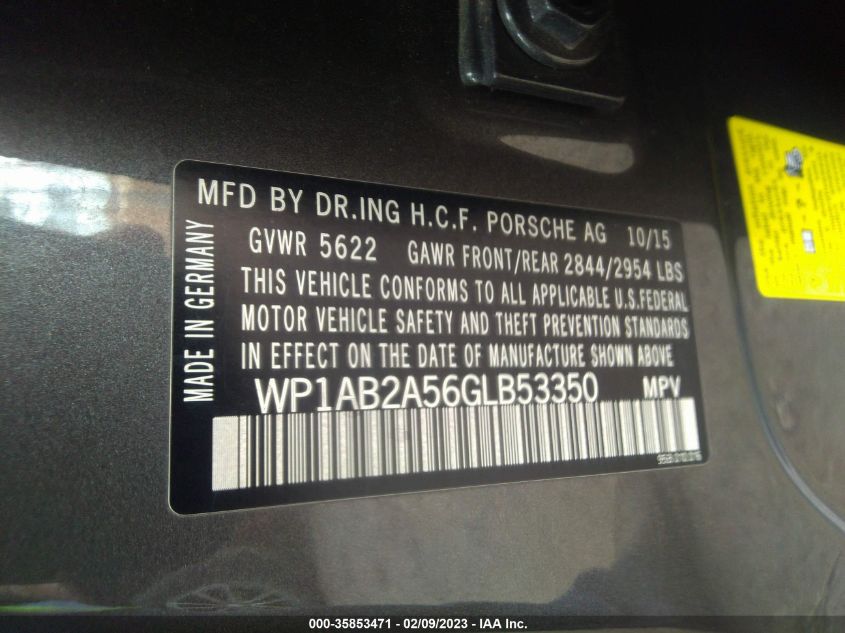 MFD BY DR.ING H.C.F. PORSCHE AG 10/15
GVWR 5622 GAWR FRONT/REAR 2844/2954 LBS
THIS VEHICLE CONFORMS TO ALL APPLICABLE U.S.FEDERAL
MOTOR VEHICLE SAFETY AND THEFT PREVENTION STANDARDS
IN EFFECT ON THE DATE OF MANUFACTURE SHOWN ABOVE
WP1AB2A56GLB53350 MPV
MADE IN GERMANY
000-35853471 - 02/09/2023 - IAA Inc.